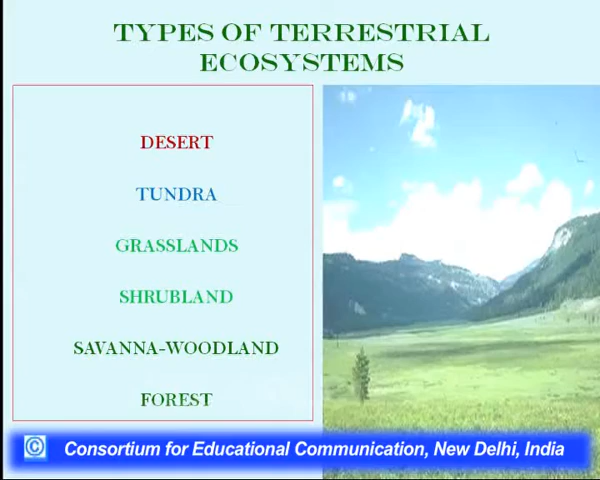 TYPES OF TERRESTRIAL
ECOSYSTEMS
DESERT
TUNDRA
GRASSLANDS
SHRUBLAND
SAVANNA-WOODLAND
FOREST
© Consortium for Educational Communication, New Delhi, India